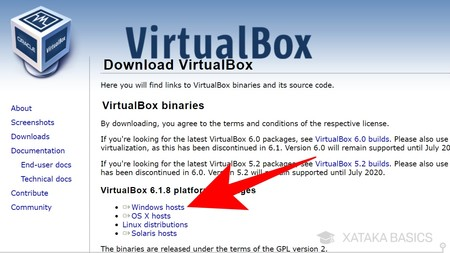 VirtualBox
ORACLE
VirtualBox
Download VirtualBox
Here you will find links to VirtualBox binaries and its source code.
VirtualBox binaries
About
By downloading, you agree to the terms and conditions of the respective license.
Screenshots
Downloads
If you're looking for the latest VirtualBox 6.0 packages, see VirtualBox 6.0 builds. Please also use
Documentation
virtualization, as this has been discontinued in 6.1. Version 6.0 will remain supported until July 20
End-user docs
If you're looking for the latest VirtualBox 5.2 packages, see VirtualBox 5.2 builds. Please also use
Technical docs
has been discontinued in 6.0. Version 5.2 will remain supported until July 2020.
Contribute
VirtualBox 6.1.8 platform
Community
Windows hosts
OS X hosts
Linux distributions
Solaris hosts
XATAKA BASICS
The binaries are released under the terms of the GPL version 2.